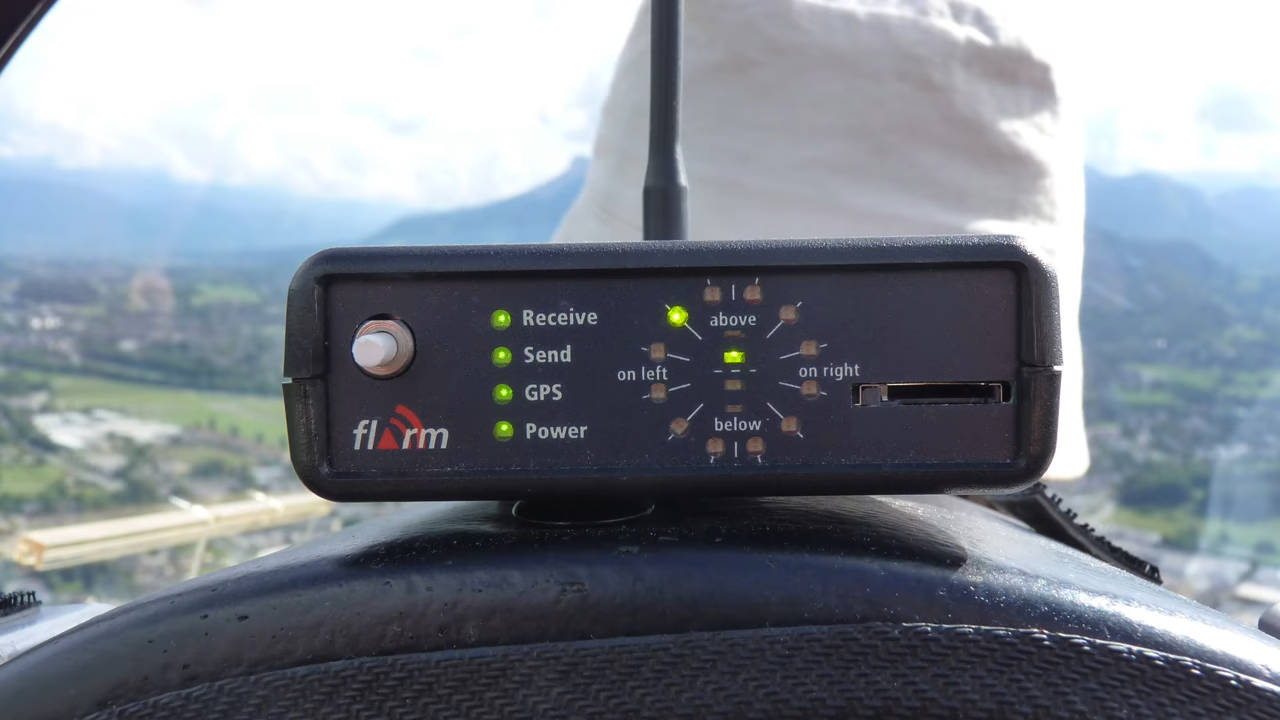 Receive
Send
GPS
Power
flarm
above
on left
on right
below